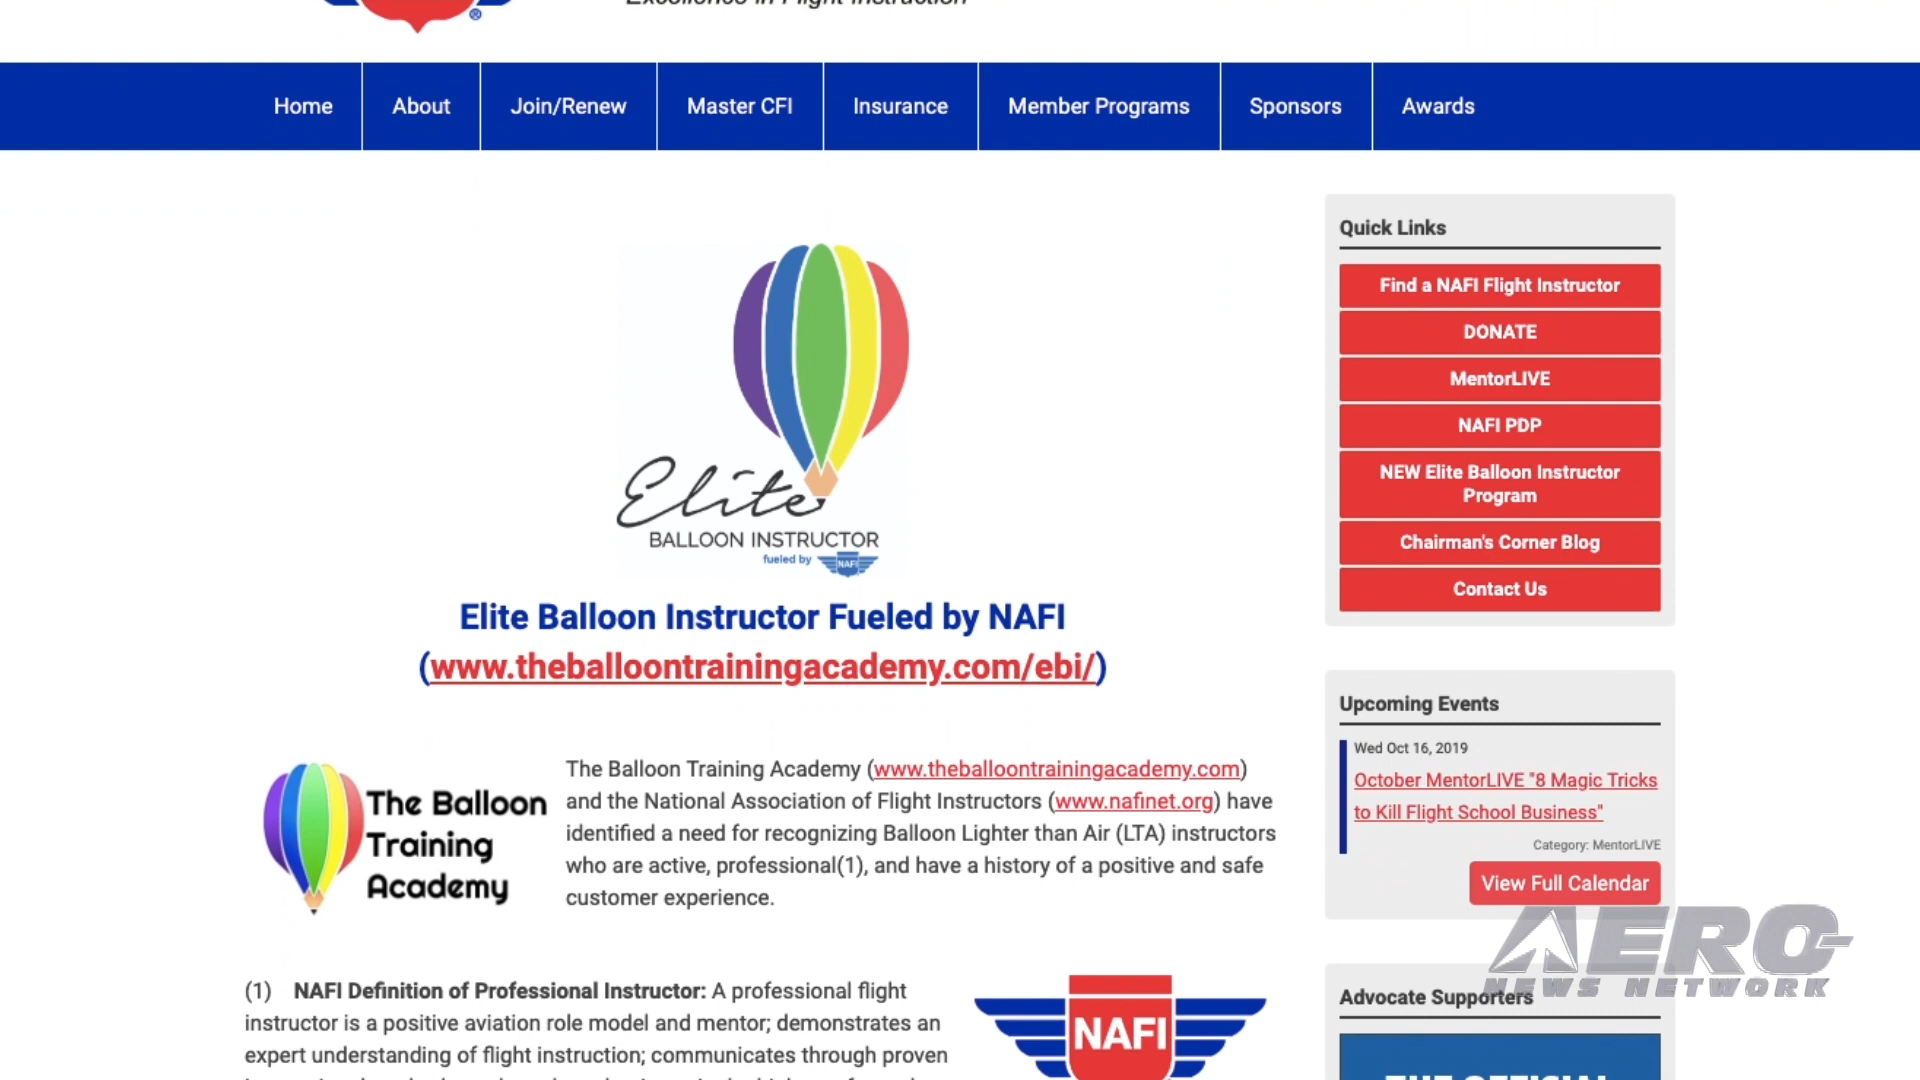 ®
Excellence in Flight Instruction
Home
About
Join/Renew
Master CFI
Insurance
Member Programs
Sponsors
Awards
Elite
BALLOON INSTRUCTOR
fueled by NAFI
Elite Balloon Instructor Fueled by NAFI
(www.theballoontrainingacademy.com/ebi/)
The Balloon
Training
Academy
The Balloon Training Academy (www.theballoontrainingacademy.com)
and the National Association of Flight Instructors (www.nafinet.org) have
identified a need for recognizing Balloon Lighter than Air (LTA) instructors
who are active, professional(1), and have a history of a positive and safe
customer experience.
(1) NAFI Definition of Professional Instructor: A professional flight
instructor is a positive aviation role model and mentor; demonstrates an
expert understanding of flight instruction; communicates through proven
NAFI
Quick Links
Find a NAFI Flight Instructor
DONATE
MentorLIVE
NAFI PDP
NEW Elite Balloon Instructor
Program
Chairman's Corner Blog
Contact Us
Upcoming Events
Wed Oct 16, 2019
October MentorLIVE "8 Magic Tricks
to Kill Flight School Business"
Category: MentorLIVE
View Full Calendar
AERO-
NEWS NETWORK
Advocate Supporters
THE OFFICIAL